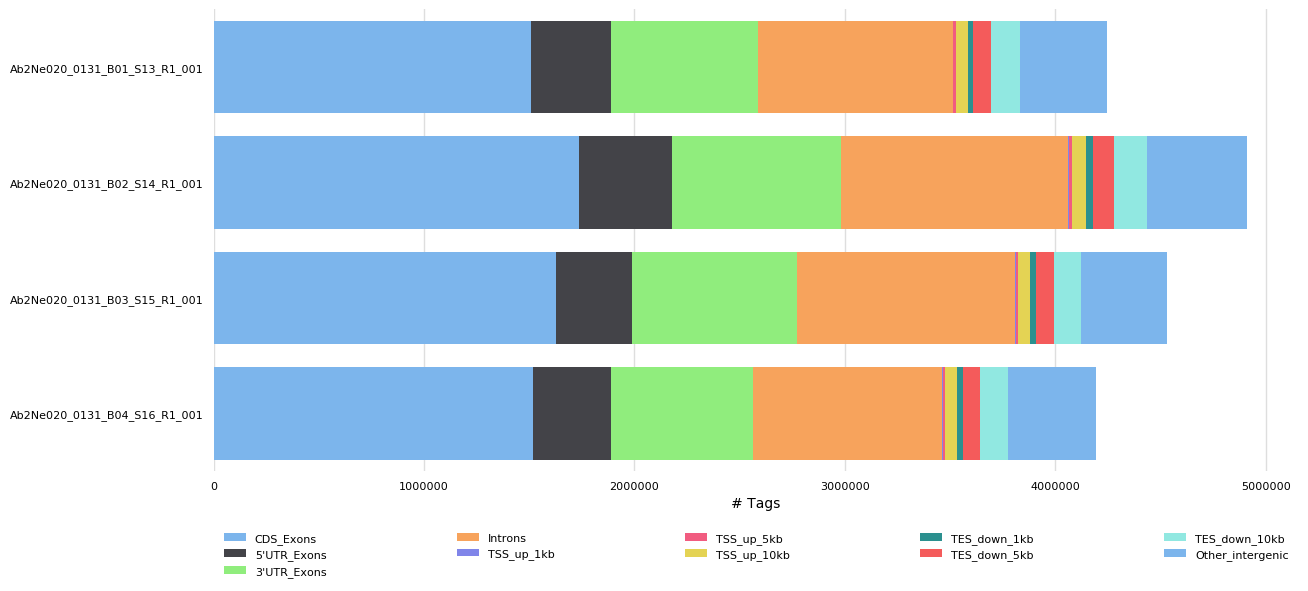 Ab2Ne020_0131_B01_S13_R1_001
Ab2Ne020_0131_B02_S14_R1_001
Ab2Ne020_0131_B03_S15_R1_001
Ab2Ne020_0131_B04_S16_R1_001
0 1000000 2000000 3000000 4000000 5000000
# Tags
CDS_Exons Introns TSS_up_5kb TES_down_1kb TES_down_10kb
5'UTR_Exons TSS_up_1kb TSS_up_10kb TES_down_5kb Other_intergenic
3'UTR_Exons